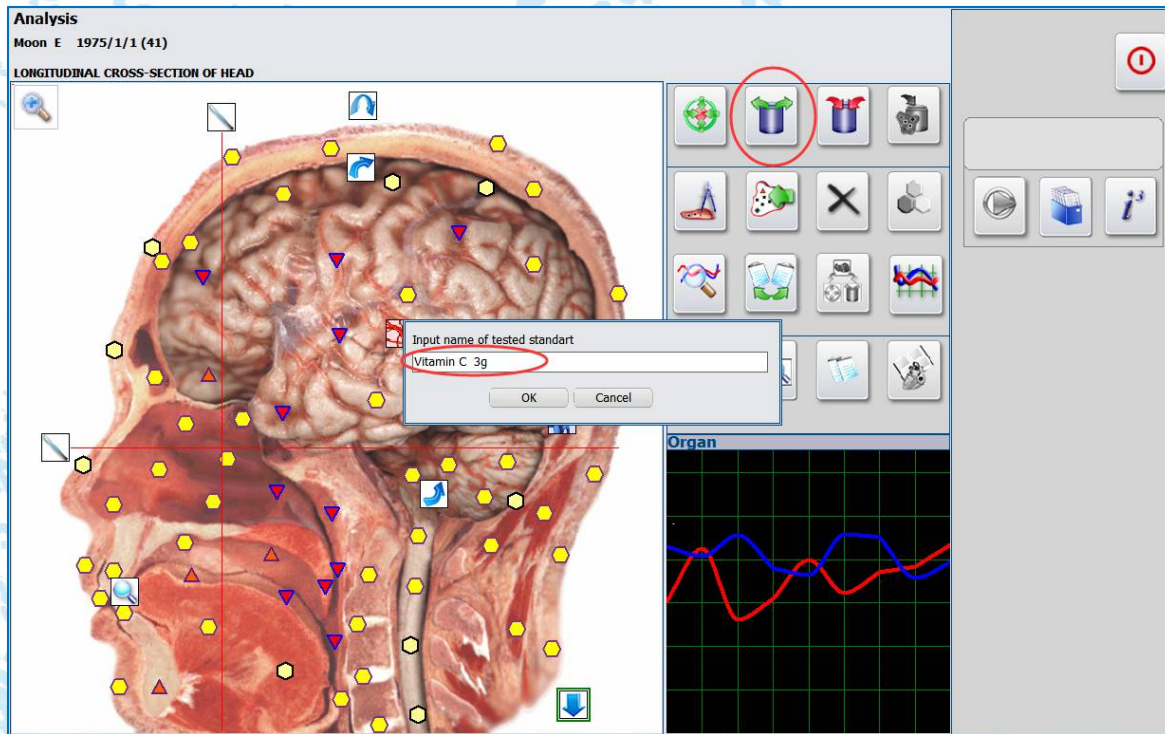 Analysis
Moon E 1975/1/1 (41)
LONGITUDINAL CROSS-SECTION OF HEAD
i³
Input name of tested standart
Vitamin C 3g
OK Cancel
Organ